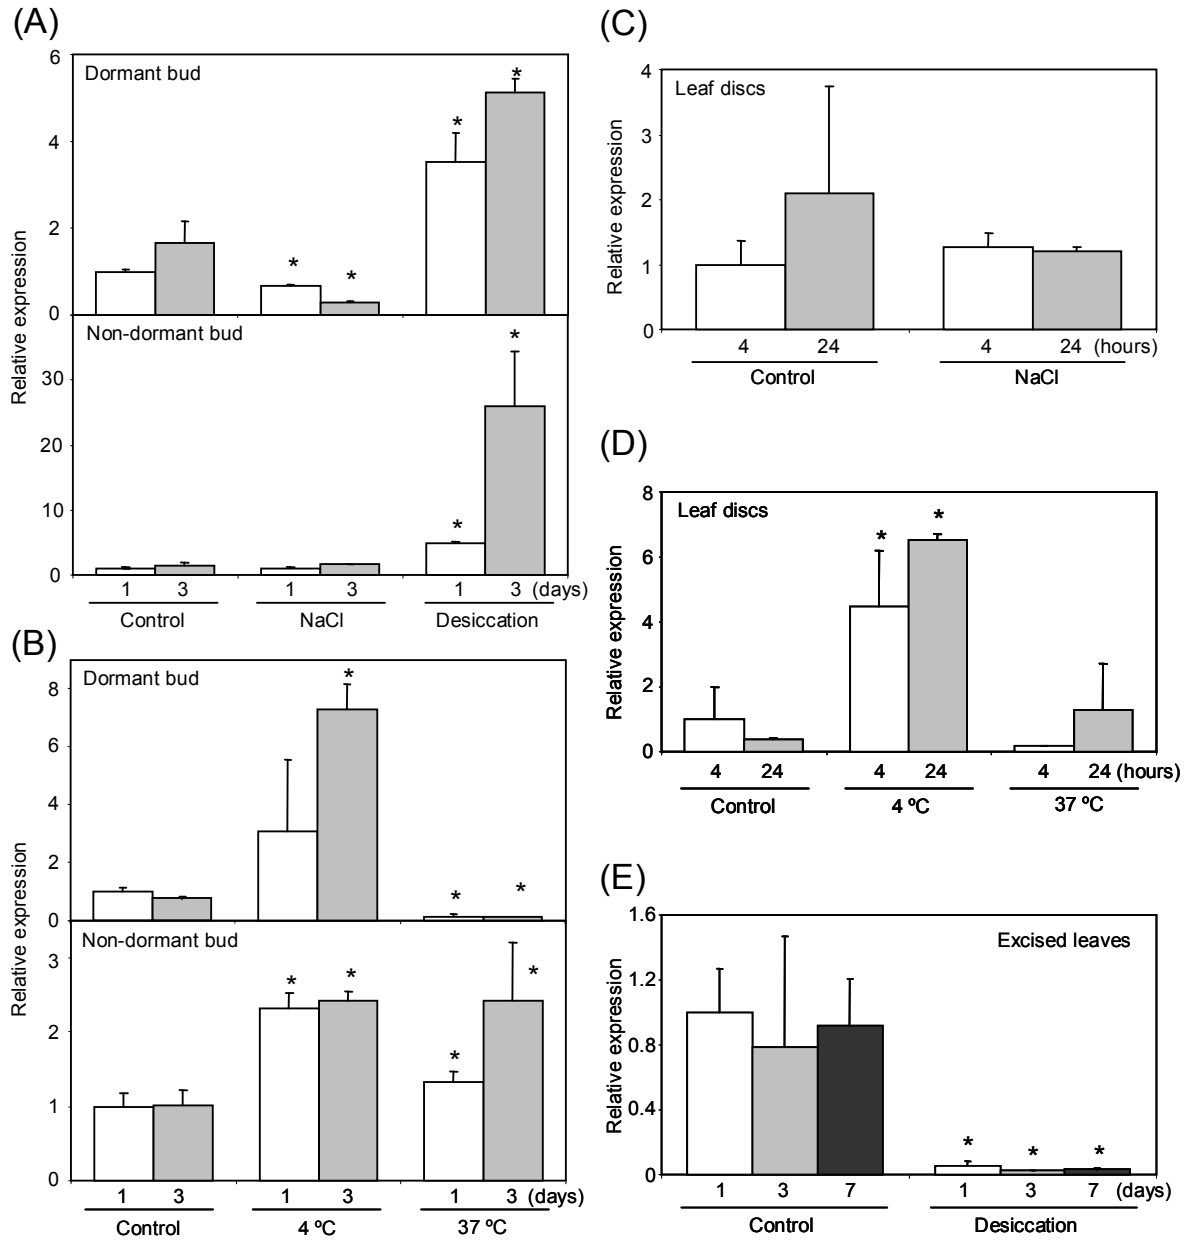 (A)
Relative expression
6
Dormant bud
*
*
4
2
*
*
0
Non-dormant bud
*
30
20
10
*
0
1 3 1 3 1 3 (days)
Control NaCl Desiccation
(B)
Relative expression
Dormant bud
*
8
6
4
2
*
*
0
Non-dormant bud
3
*
*
*
2
*
1
0
1 3 1 3 1 3 (days)
Control 4 ºC 37 ºC
(C)
Relative expression
4
Leaf discs
3
2
1
0
4 24 4 24 (hours)
Control NaCl
(D)
Relative expression
8
Leaf discs
*
*
6
4
2
0
4 24 4 24 4 24 (hours)
Control 4 ºC 37 ºC
(E)
Relative expression
1.6
Excised leaves
1.2
0.8
0.4
*
*
*
0
1 3 7 1 3 7 (days)
Control Desiccation